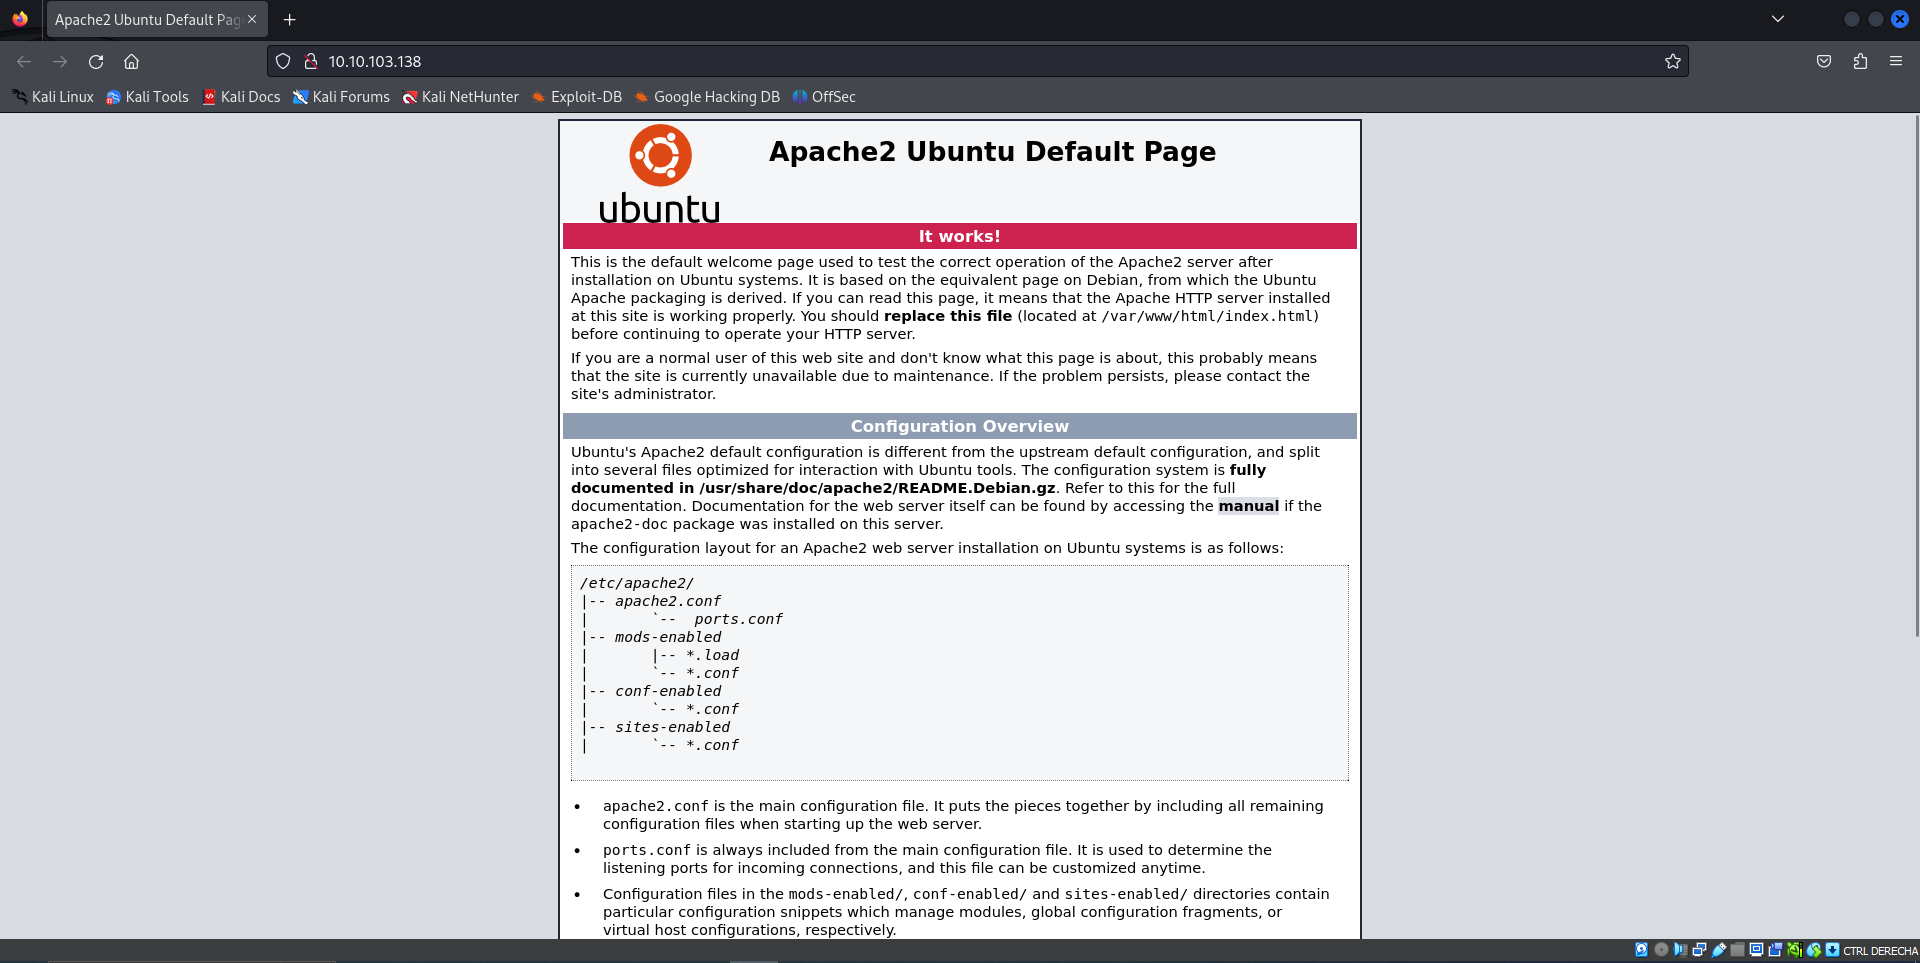 Apache2 Ubuntu Default Pag
10.10.103.138
Kali Linux Kali Tools Kali Docs Kali Forums Kali NetHunter Exploit-DB Google Hacking DB OffSec
ubuntu
Apache2 Ubuntu Default Page
It works!
This is the default welcome page used to test the correct operation of the Apache2 server after
installation on Ubuntu systems. It is based on the equivalent page on Debian, from which the Ubuntu
Apache packaging is derived. If you can read this page, it means that the Apache HTTP server installed
at this site is working properly. You should replace this file (located at /var/www/html/index.html)
before continuing to operate your HTTP server.
If you are a normal user of this web site and don't know what this page is about, this probably means
that the site is currently unavailable due to maintenance. If the problem persists, please contact the
site's administrator.
Configuration Overview
Ubuntu's Apache2 default configuration is different from the upstream default configuration, and split
into several files optimized for interaction with Ubuntu tools. The configuration system is fully
documented in /usr/share/doc/apache2/README.Debian.gz. Refer to this for the full
documentation. Documentation for the web server itself can be found by accessing the manual if the
apache2-doc package was installed on this server.
The configuration layout for an Apache2 web server installation on Ubuntu systems is as follows:
/etc/apache2/
|-- apache2.conf
|       `--  ports.conf
|-- mods-enabled
|       |-- *.load
|       `-- *.conf
|-- conf-enabled
|       `-- *.conf
|-- sites-enabled
|       `-- *.conf
• apache2.conf is the main configuration file. It puts the pieces together by including all remaining
configuration files when starting up the web server.
• ports.conf is always included from the main configuration file. It is used to determine the
listening ports for incoming connections, and this file can be customized anytime.
• Configuration files in the mods-enabled/, conf-enabled/ and sites-enabled/ directories contain
particular configuration snippets which manage modules, global configuration fragments, or
virtual host configurations, respectively.
CTRL DERECHA